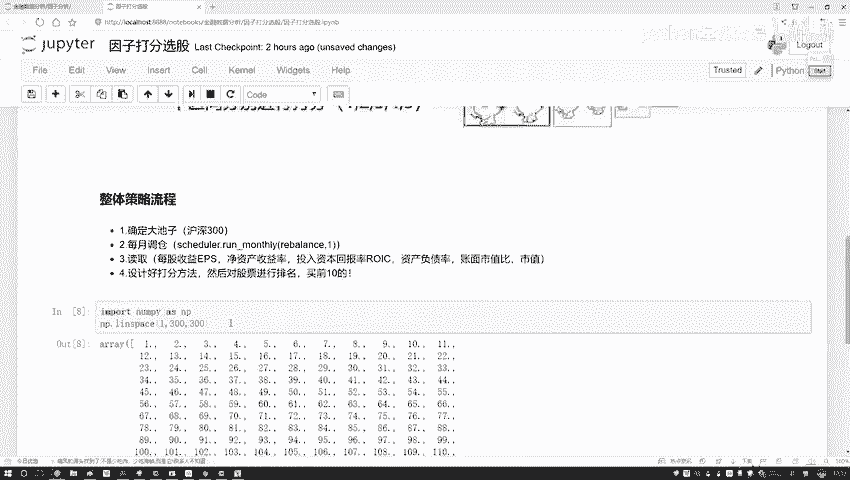 金融数据分析/因子分析/
因子打分选股
http://localhost:8888/notebooks/金融数据分析/因子打分选股/因子打分选股.ipynb
jupyter 因子打分选股 Last Checkpoint: 2 hours ago (unsaved changes)
Logout
File Edit View Insert Cell Kernel Widgets Help
Trusted
Python
Code
整体策略流程
1.确定大池子（沪深300）
2.每月调仓（scheduler.run_monthly(rebalance,1)）
3.读取（每股收益EPS，净资产收益率，投入资本回报率ROIC，资产负债率，账面市值比、市值）
4.设计好打分方法，然后对股票进行排名，买前10的！
In [8]:
import numpy as np
np.linspace(1,300,300)
Out[8]:
array([ 1., 2., 3., 4., 5., 6., 7., 8., 9., 10., 11.,
12., 13., 14., 15., 16., 17., 18., 19., 20., 21., 22.,
23., 24., 25., 26., 27., 28., 29., 30., 31., 32., 33.,
34., 35., 36., 37., 38., 39., 40., 41., 42., 43., 44.,
45., 46., 47., 48., 49., 50., 51., 52., 53., 54., 55.,
56., 57., 58., 59., 60., 61., 62., 63., 64., 65., 66.,
67., 68., 69., 70., 71., 72., 73., 74., 75., 76., 77.,
78., 79., 80., 81., 82., 83., 84., 85., 86., 87., 88.,
89., 90., 91., 92., 93., 94., 95., 96., 97., 98., 99.,
100., 101., 102., 103., 104., 105., 106., 107., 108., 109., 110.,